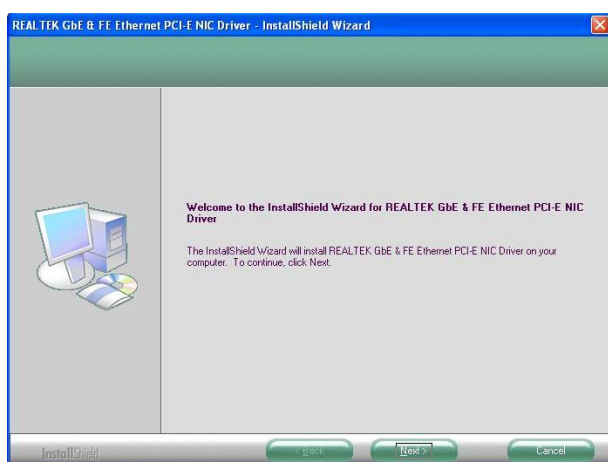 REALTEK GbE & FE Ethernet PCI-E NIC Driver - InstallShield Wizard
Welcome to the InstallShield Wizard for REALTEK GbE & FE Ethernet PCI-E NIC
Driver
The InstallShield Wizard will install REALTEK GbE & FE Ethernet PCI-E NIC Driver on your
computer. To continue, click Next.
InstallShield
< Back
Next >
Cancel